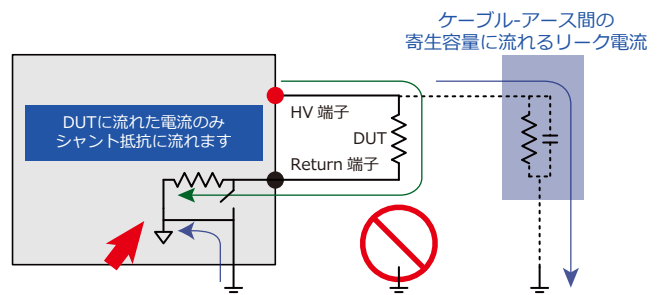 ケーブル-アース間の
寄生容量に流れるリーク電流
DUTに流れた電流のみ
シャント抵抗に流れます
HV 端子
DUT
Return 端子